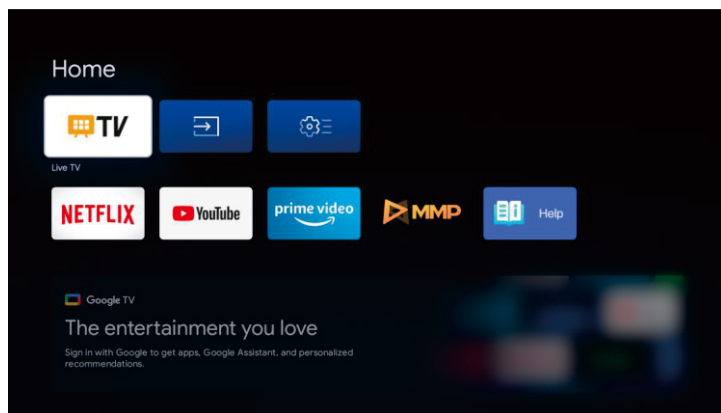 Home
TV
Live TV
NETFLIX YouTube prime video MMP Help
Google TV
The entertainment you love
Sign in with Google to get apps, Google Assistant, and personalized
recommendations.